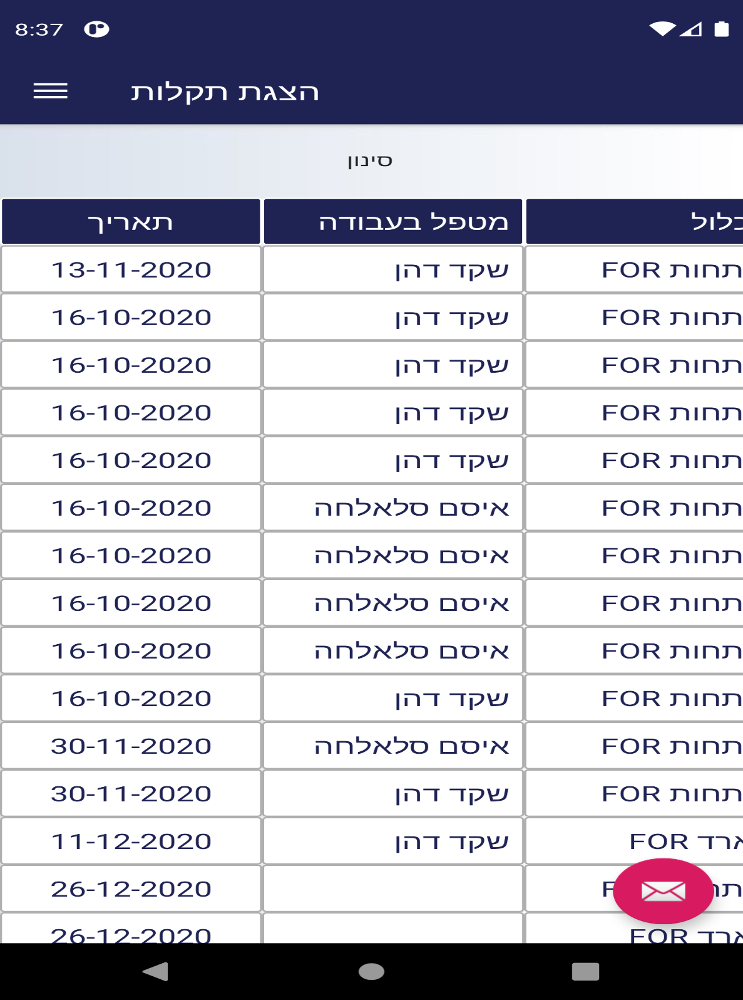 8:37
הצגת תקלות
סינון
כלול מטפל בעבודה תאריך
תחות FOR שקד דהן 13-11-2020
תחות FOR שקד דהן 16-10-2020
תחות FOR שקד דהן 16-10-2020
תחות FOR שקד דהן 16-10-2020
תחות FOR שקד דהן 16-10-2020
תחות FOR איסם סלאלחה 16-10-2020
תחות FOR איסם סלאלחה 16-10-2020
תחות FOR איסם סלאלחה 16-10-2020
תחות FOR איסם סלאלחה 16-10-2020
תחות FOR שקד דהן 16-10-2020
תחות FOR איסם סלאלחה 30-11-2020
תחות FOR שקד דהן 30-11-2020
ארד FOR שקד דהן 11-12-2020
26-12-2020
ארד FOR 26-12-2020